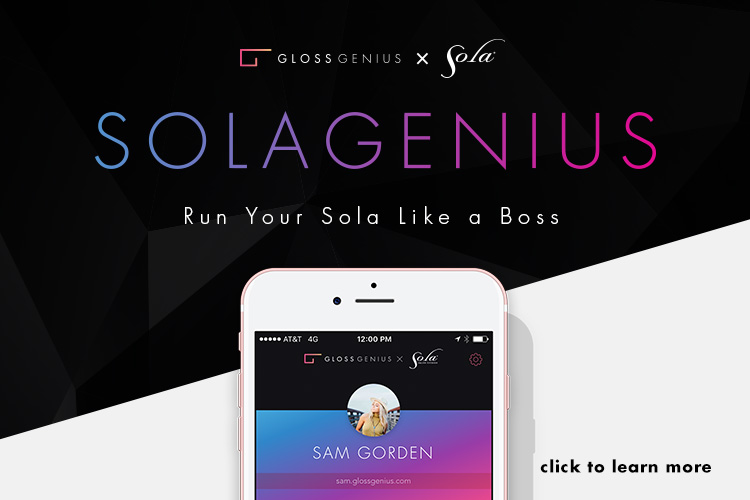 GLOSSGENIUS × Sola
SOLAGENIUS
Run Your Sola Like a Boss
AT&T 4G 12:00 PM
GLOSSGENIUS × Sola
SAM GORDEN
sam.glossgenius.com
click to learn more